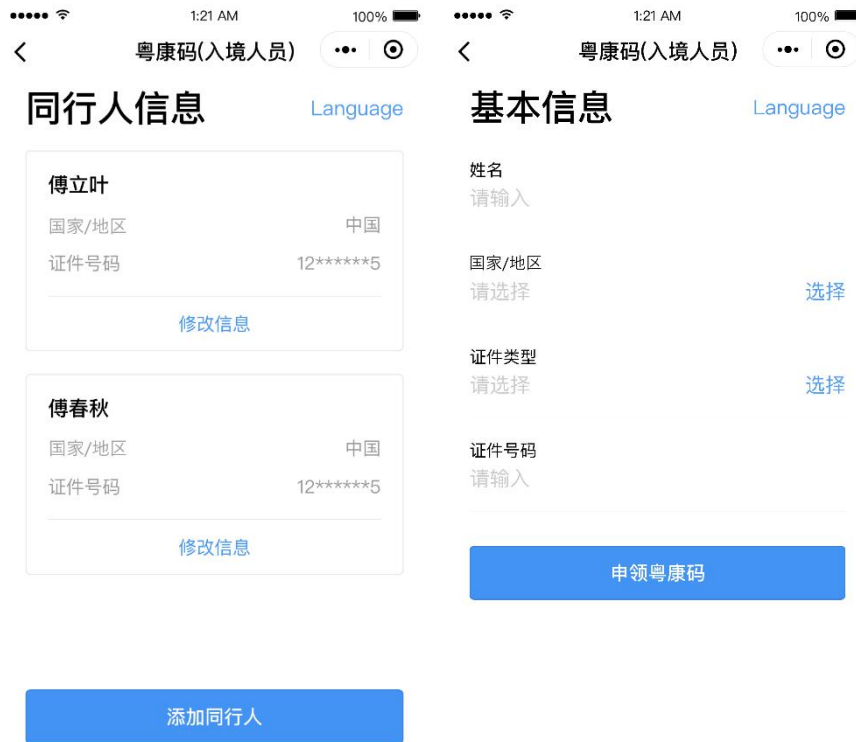 1:21 AM
100%
粤康码(入境人员)
同行人信息
Language
傅立叶
国家/地区
中国
证件号码
12******5
修改信息
傅春秋
国家/地区
中国
证件号码
12******5
修改信息
添加同行人
1:21 AM
100%
粤康码(入境人员)
基本信息
Language
姓名
请输入
国家/地区
请选择
选择
证件类型
请选择
选择
证件号码
请输入
申领粤康码